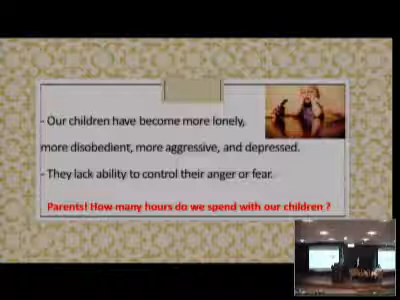 - Our children have become more lonely,
more disobedient, more aggressive, and depressed.
- They lack ability to control their anger or fear.
Parents! How many hours do we spend with our children ?